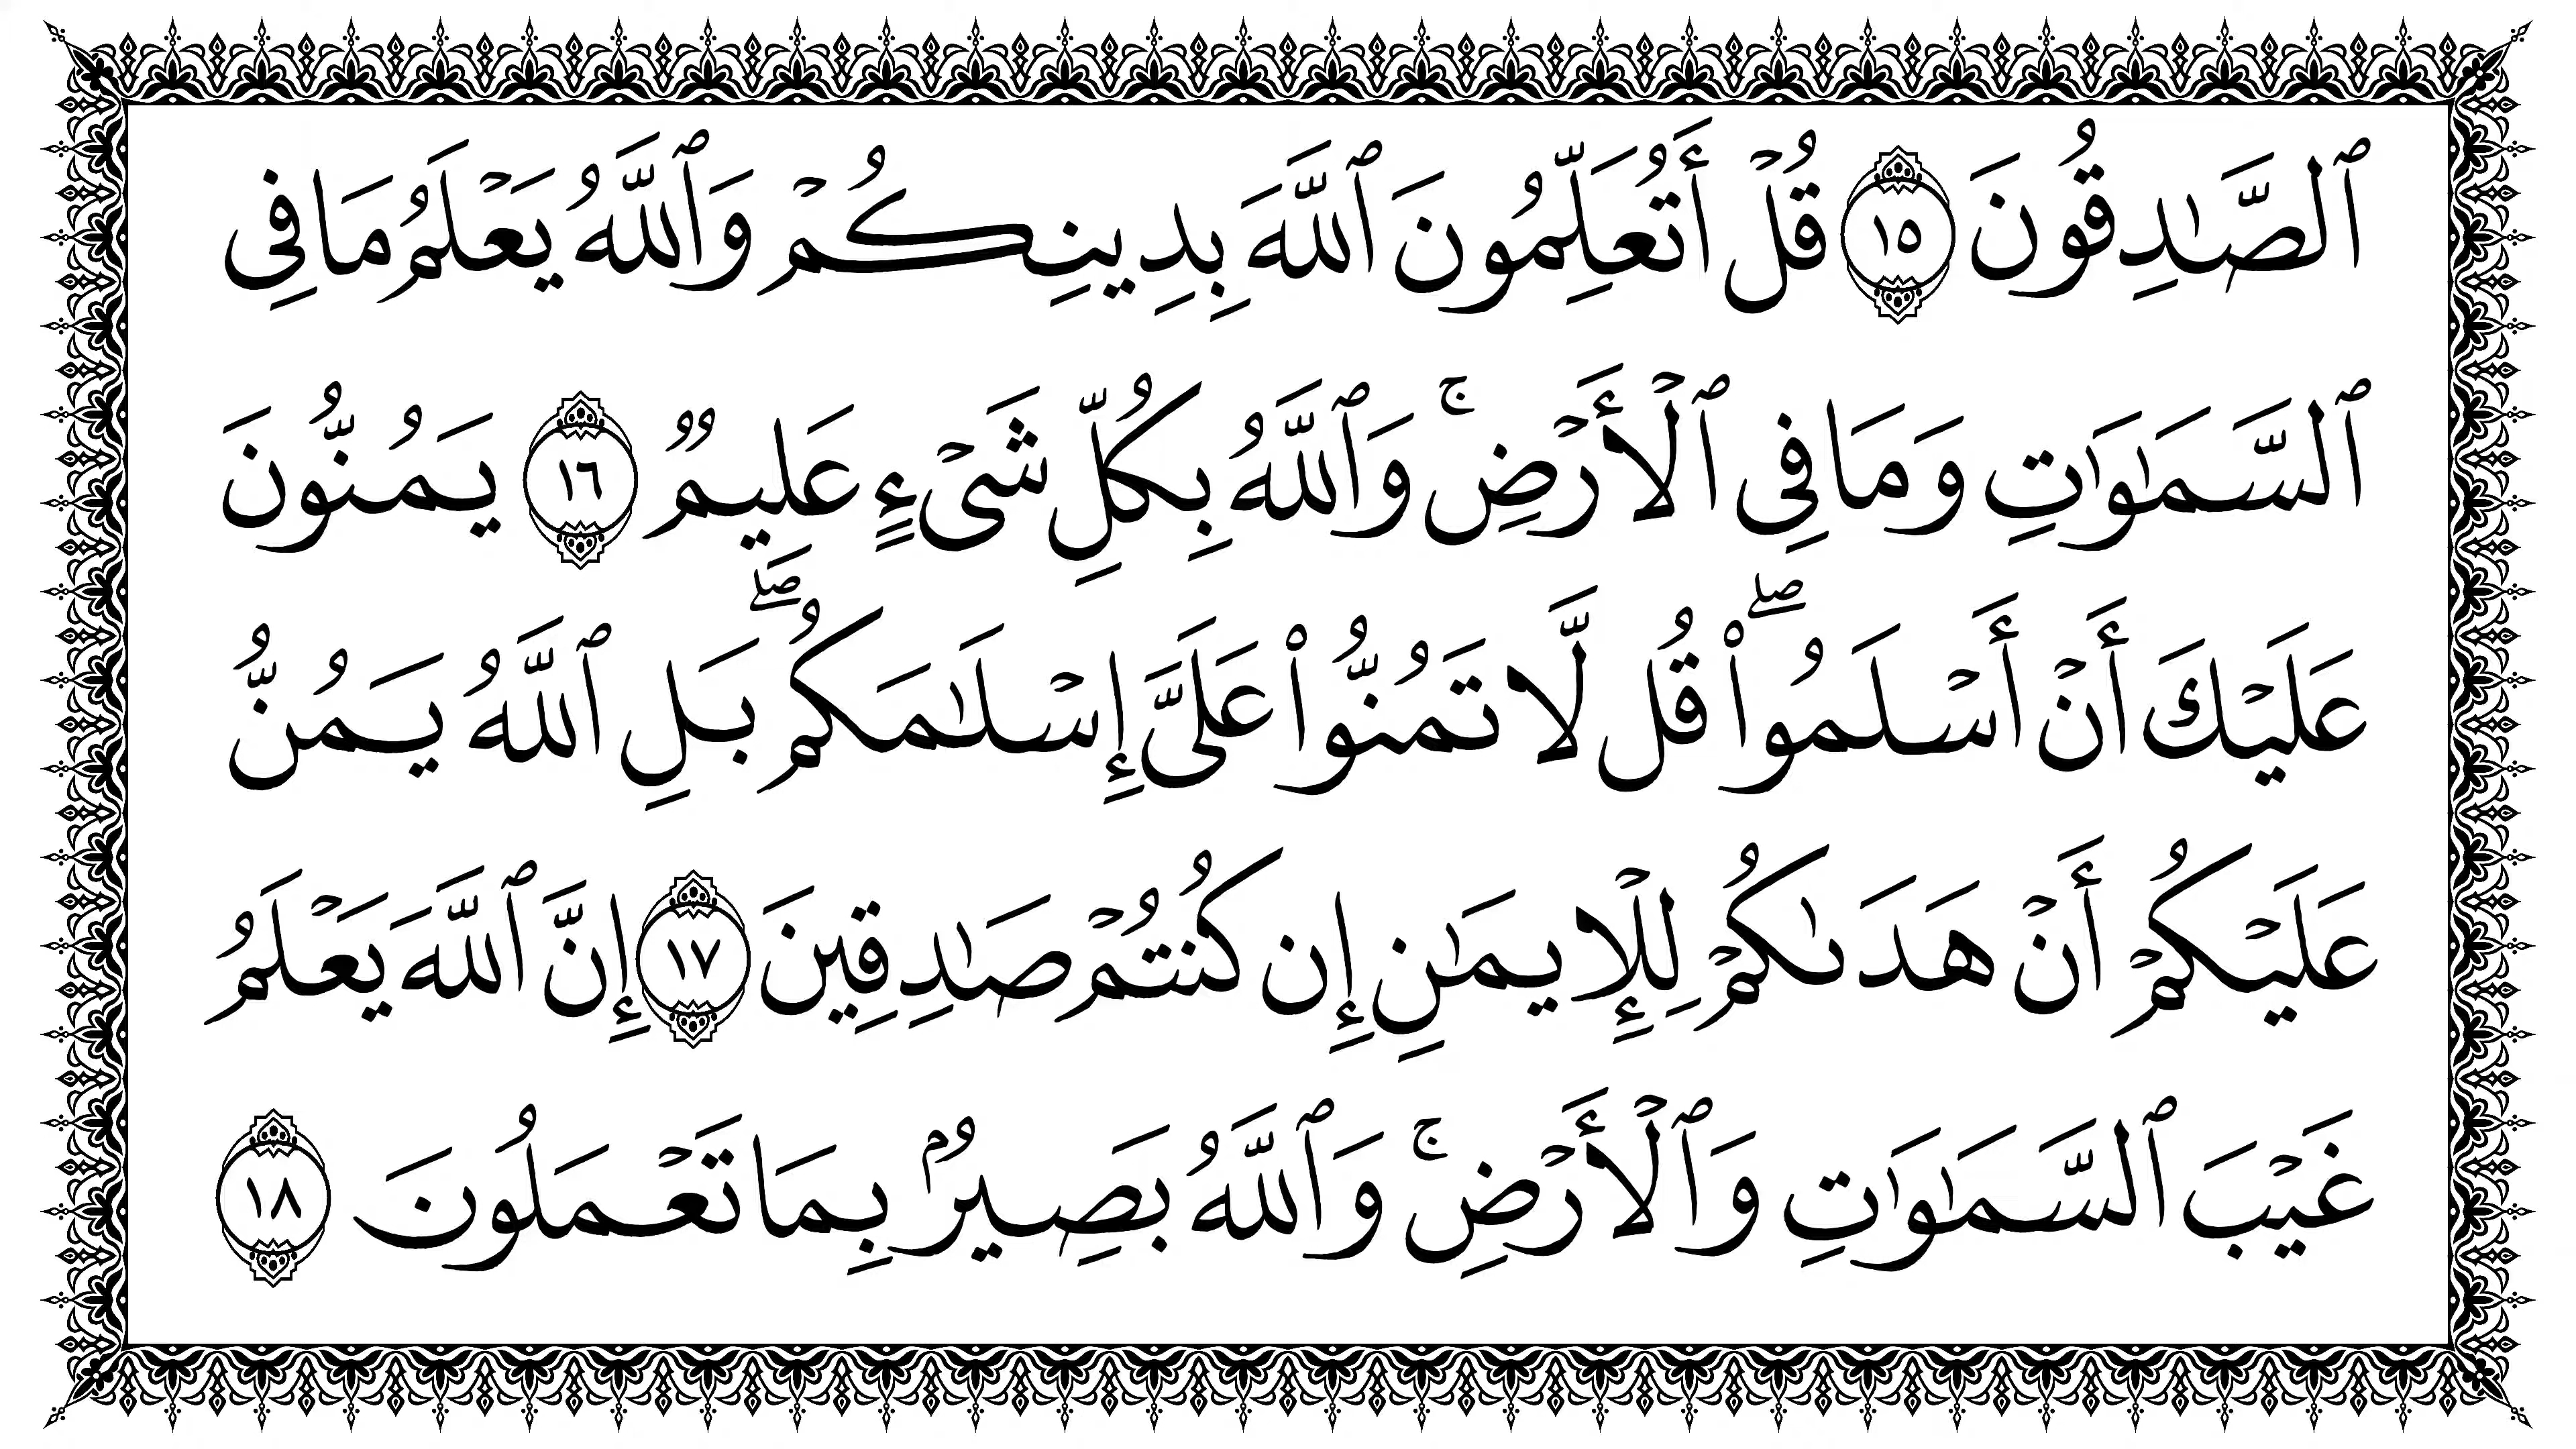 ٱلصَّـٰدِقُونَ ١٥ قُلْ أَتُعَلِّمُونَ ٱللَّهَ بِدِينِكُمْ وَٱللَّهُ يَعْلَمُ مَا فِى
ٱلسَّمَـٰوَٰتِ وَمَا فِى ٱلْأَرْضِ ۚ وَٱللَّهُ بِكُلِّ شَىْءٍ عَلِيمٌ ١٦ يَمُنُّونَ
عَلَيْكَ أَنْ أَسْلَمُوا۟ ۖ قُل لَّا تَمُنُّوا۟ عَلَىَّ إِسْلَـٰمَكُم ۖ بَلِ ٱللَّهُ يَمُنُّ
عَلَيْكُمْ أَنْ هَدَىٰكُمْ لِلْإِيمَـٰنِ إِن كُنتُمْ صَـٰدِقِينَ ١٧ إِنَّ ٱللَّهَ يَعْلَمُ
غَيْبَ ٱلسَّمَـٰوَٰتِ وَٱلْأَرْضِ ۚ وَٱللَّهُ بَصِيرٌۢ بِمَا تَعْمَلُونَ ١٨